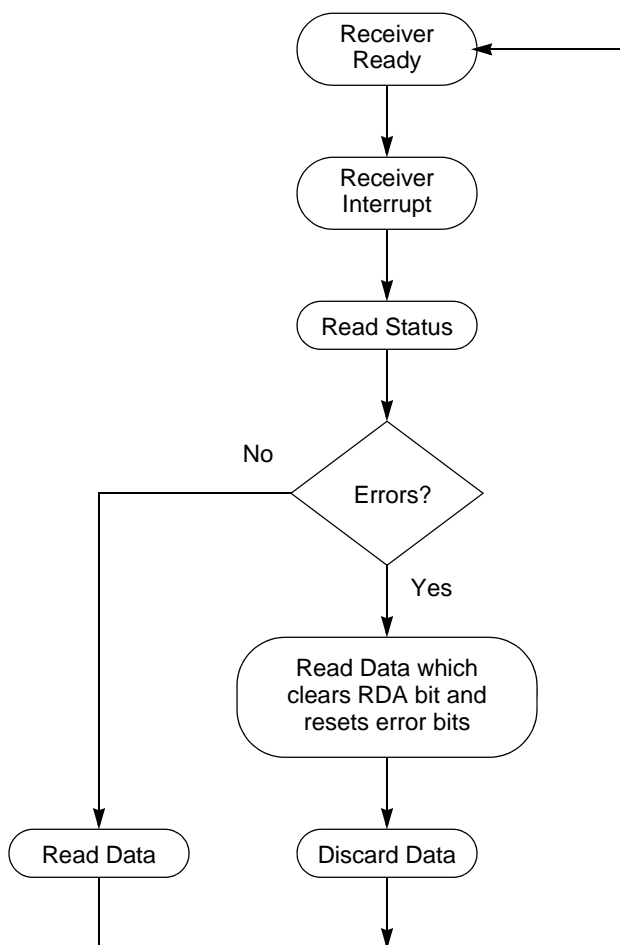 Receiver
Ready
Receiver
Interrupt
Read Status
No
Errors?
Yes
Read Data which
clears RDA bit and
resets error bits
Read Data
Discard Data